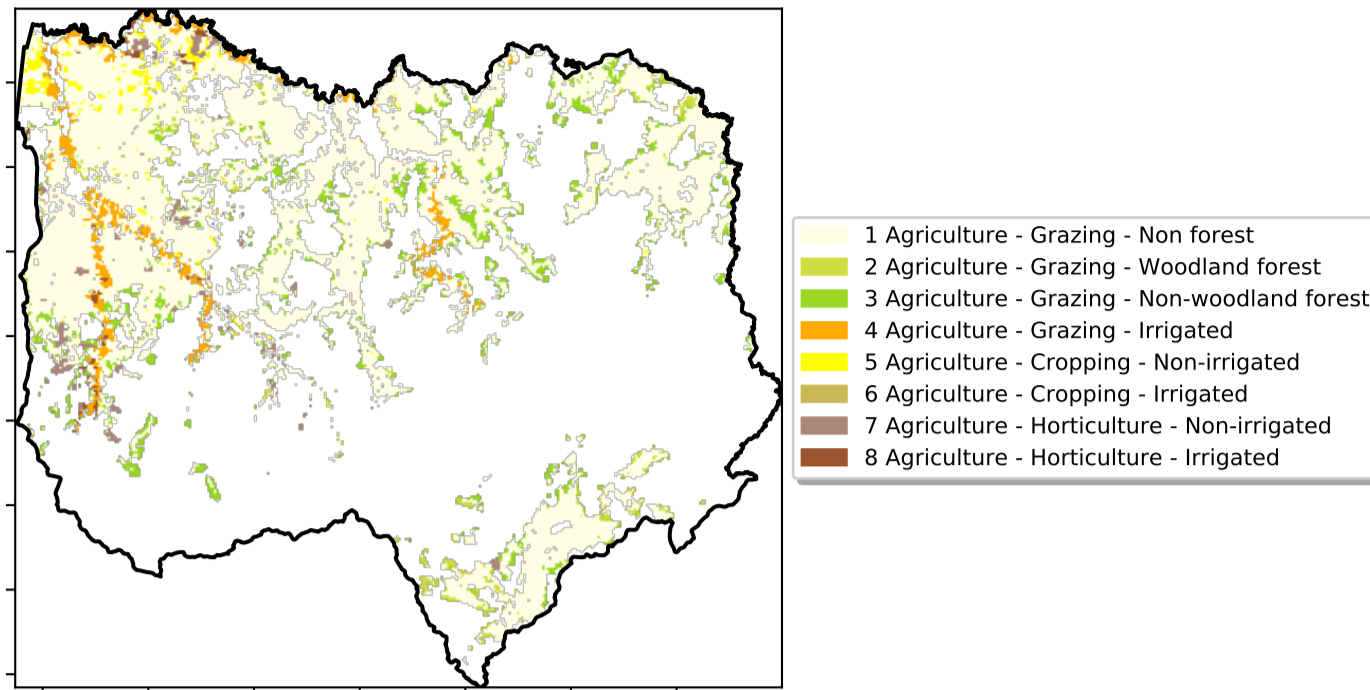 1 Agriculture - Grazing - Non forest
2 Agriculture - Grazing - Woodland forest
3 Agriculture - Grazing - Non-woodland forest
4 Agriculture - Grazing - Irrigated
5 Agriculture - Cropping - Non-irrigated
6 Agriculture - Cropping - Irrigated
7 Agriculture - Horticulture - Non-irrigated
8 Agriculture - Horticulture - Irrigated